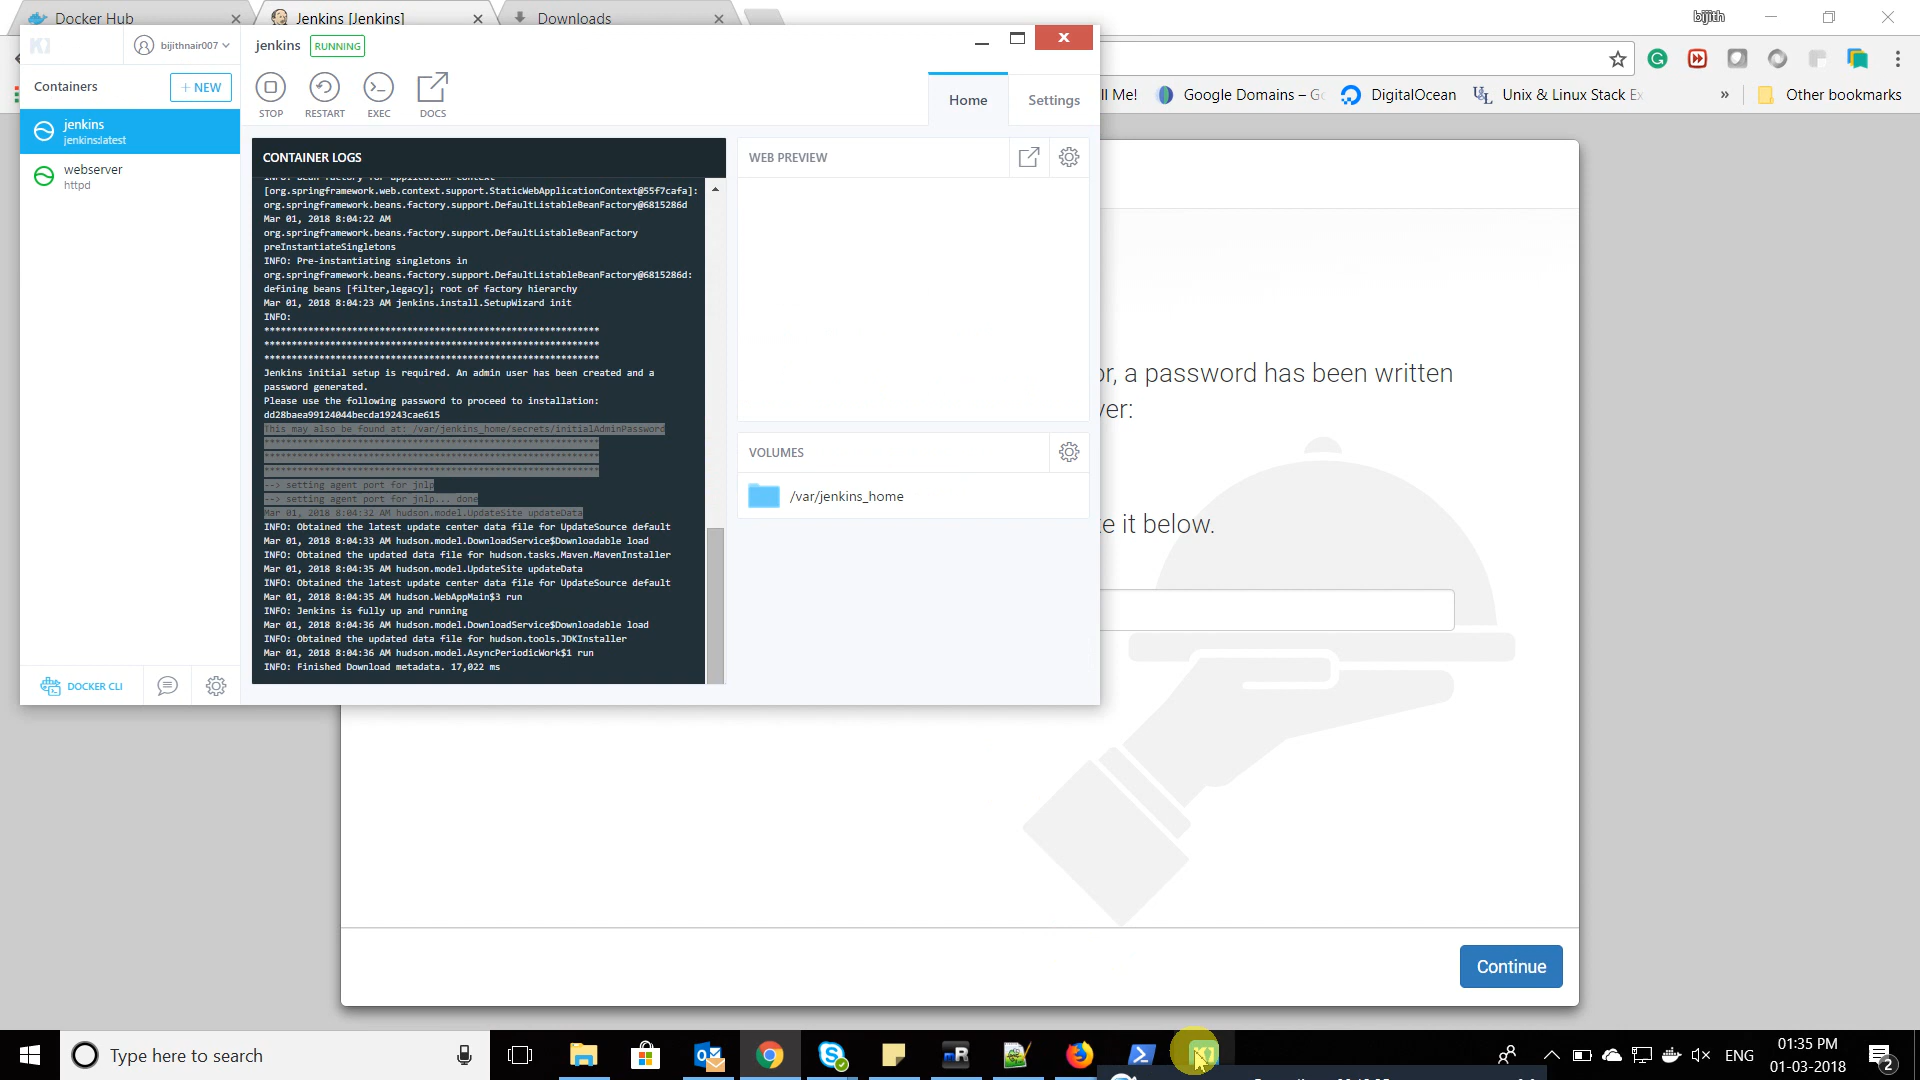 Docker Hub
Jenkins [Jenkins]
Downloads
bijith
bijithnair007
jenkins
RUNNING
Containers
+ NEW
STOP
RESTART
EXEC
DOCS
Home
Settings
ll Me!
Google Domains – Go
DigitalOcean
Unix & Linux Stack Ex
»
Other bookmarks
jenkins
jenkins:latest
webserver
httpd
CONTAINER LOGS
INFO: Bean factory for application context
[org.springframework.web.context.support.StaticWebApplicationContext@55f7cafa]:
org.springframework.beans.factory.support.DefaultListableBeanFactory@6815286d
Mar 01, 2018 8:04:22 AM
org.springframework.beans.factory.support.DefaultListableBeanFactory
preInstantiateSingletons
INFO: Pre-instantiating singletons in
org.springframework.beans.factory.support.DefaultListableBeanFactory@6815286d:
defining beans [filter,legacy]; root of factory hierarchy
Mar 01, 2018 8:04:23 AM jenkins.install.SetupWizard init
INFO:
*************************************************************
*************************************************************
*************************************************************
Jenkins initial setup is required. An admin user has been created and a
password generated.
Please use the following password to proceed to installation:
dd28baea99124044becda19243cae615
This may also be found at: /var/jenkins_home/secrets/initialAdminPassword
*************************************************************
*************************************************************
*************************************************************
--> setting agent port for jnlp
--> setting agent port for jnlp... done
Mar 01, 2018 8:04:32 AM hudson.model.UpdateSite updateData
INFO: Obtained the latest update center data file for UpdateSource default
Mar 01, 2018 8:04:33 AM hudson.model.DownloadService$Downloadable load
INFO: Obtained the updated data file for hudson.tasks.Maven.MavenInstaller
Mar 01, 2018 8:04:35 AM hudson.model.UpdateSite updateData
INFO: Obtained the latest update center data file for UpdateSource default
Mar 01, 2018 8:04:35 AM hudson.WebAppMain$3 run
INFO: Jenkins is fully up and running
Mar 01, 2018 8:04:36 AM hudson.model.DownloadService$Downloadable load
INFO: Obtained the updated data file for hudson.tools.JDKInstaller
Mar 01, 2018 8:04:36 AM hudson.model.AsyncPeriodicWork$1 run
INFO: Finished Download metadata. 17,022 ms
WEB PREVIEW
VOLUMES
/var/jenkins_home
or, a password has been written
ver:
te it below.
Continue
DOCKER CLI
Type here to search
ENG
01:35 PM
01-03-2018
2